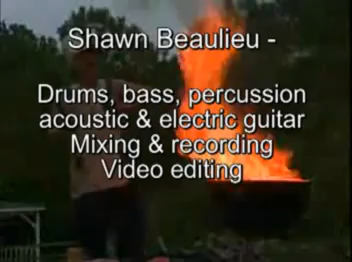 Shawn Beaulieu -
Drums, bass, percussion
acoustic & electric guitar
Mixing & recording
Video editing